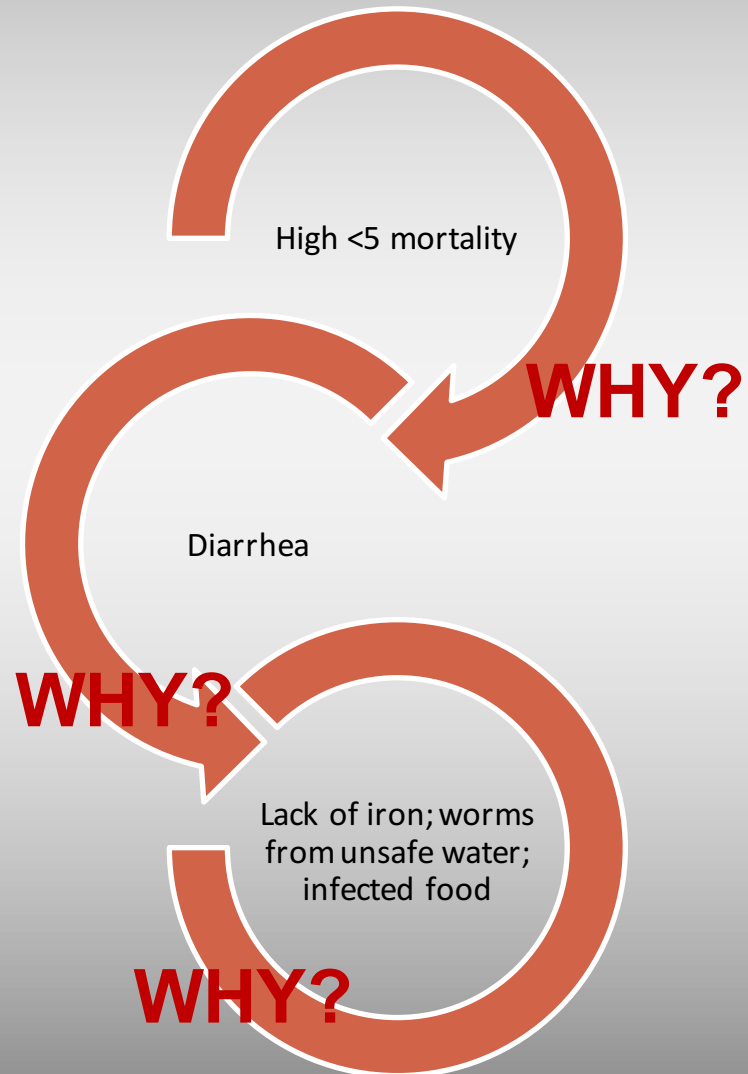 High <5 mortality
WHY?
Diarrhea
WHY?
Lack of iron; worms
from unsafe water;
infected food
WHY?